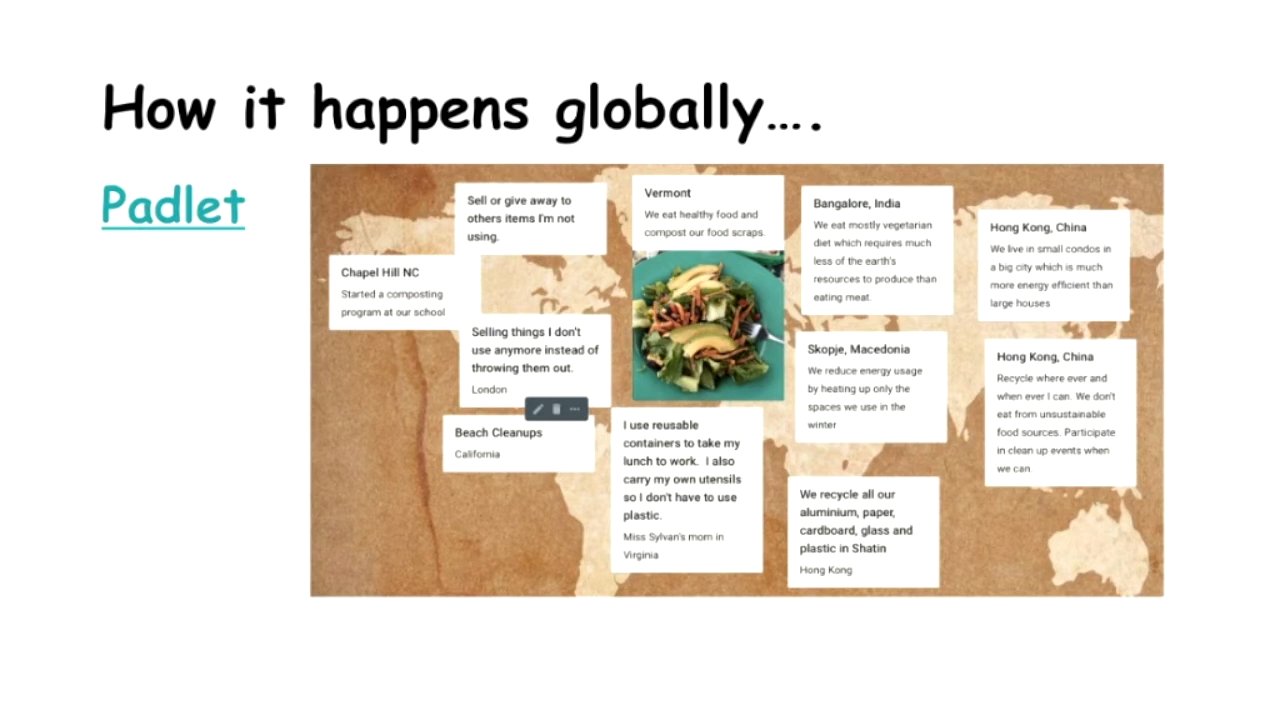 How it happens globally….
Padlet
Sell or give away to
others items I'm not
using.
Chapel Hill NC
Started a composting
program at our school
Selling things I don't
use anymore instead of
throwing them out.
London
Beach Cleanups
California
Vermont
We eat healthy food and
compost our food scraps.
I use reusable
containers to take my
lunch to work. I also
carry my own utensils
so I don't have to use
plastic.
Miss Sylvan's mom in
Virginia
Bangalore, India
We eat mostly vegetarian
diet which requires much
less of the earth's
resources to produce than
eating meat.
Skopje, Macedonia
We reduce energy usage
by heating up only the
spaces we use in the
winter
We recycle all our
aluminium, paper,
cardboard, glass and
plastic in Shatin
Hong Kong
Hong Kong, China
We live in small condos in
a big city which is much
more energy efficient than
large houses
Hong Kong, China
Recycle where ever and
when ever I can. We don't
eat from unsustainable
food sources. Participate
in clean up events when
we can